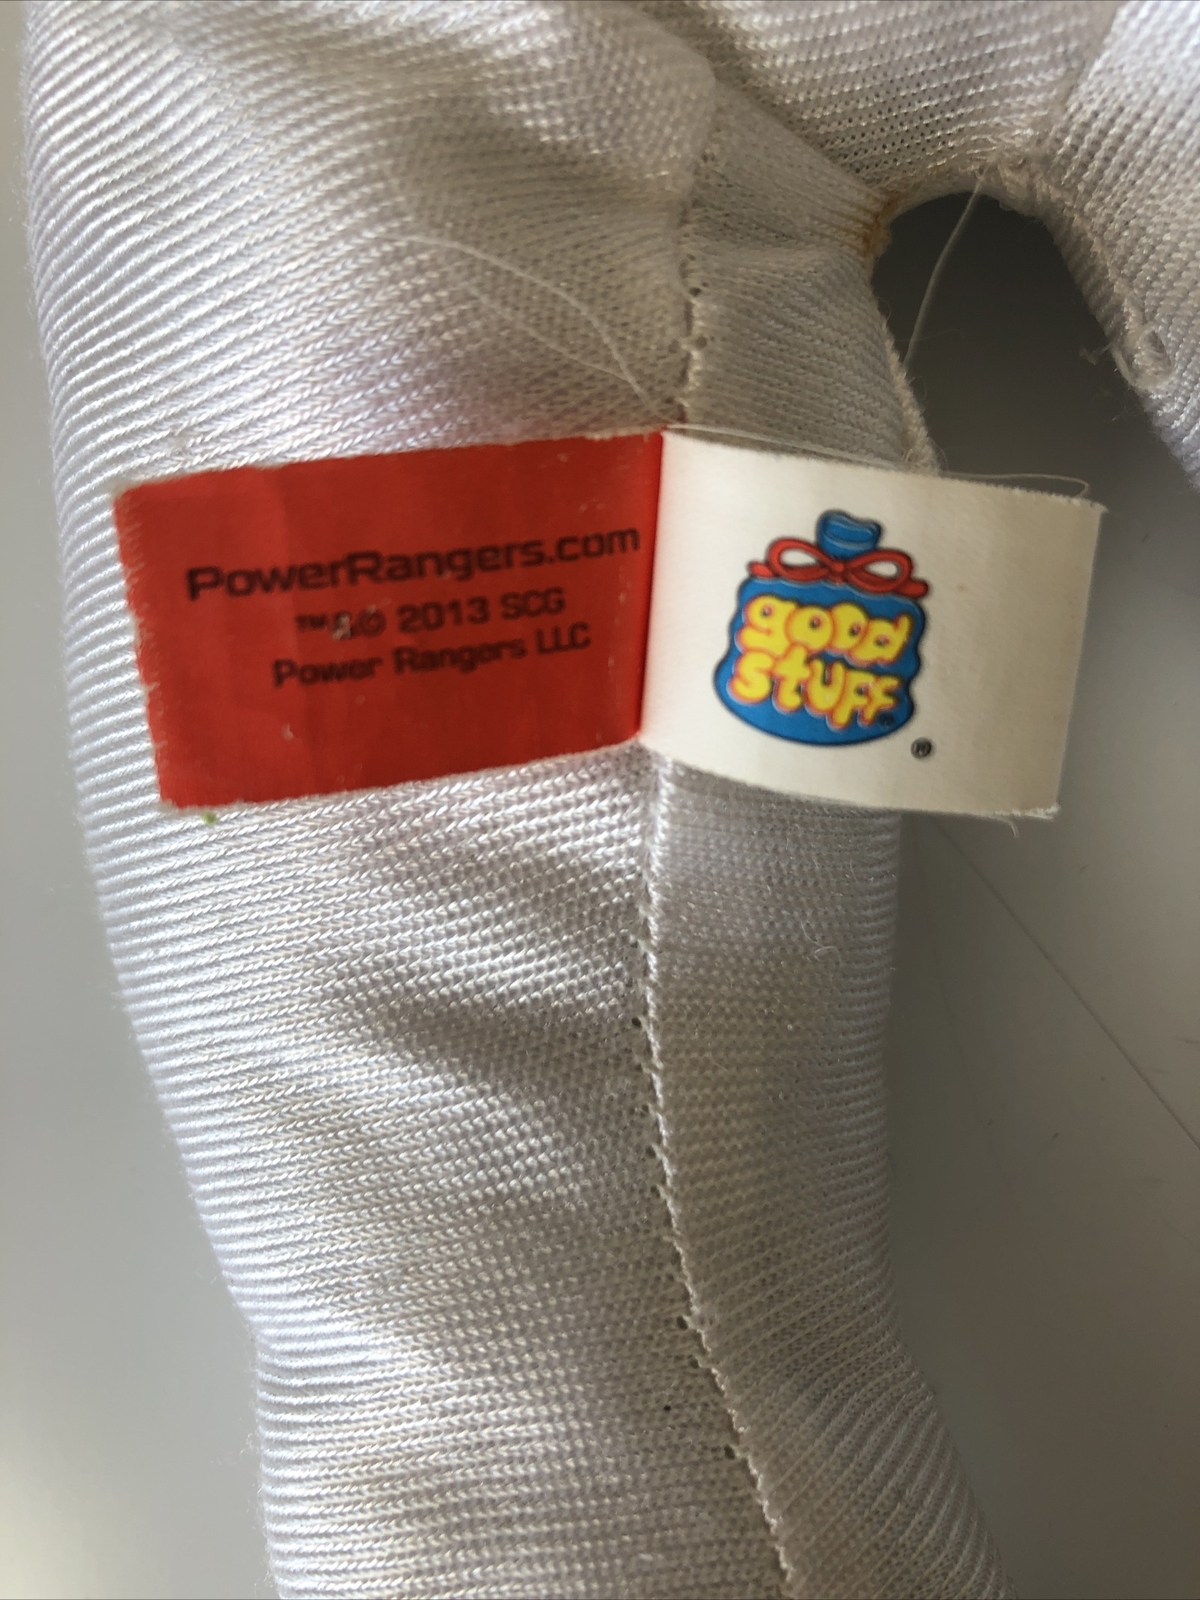 PowerRangers.com
™&© 2013 SCG
Power Rangers LLC
good
stuff
®